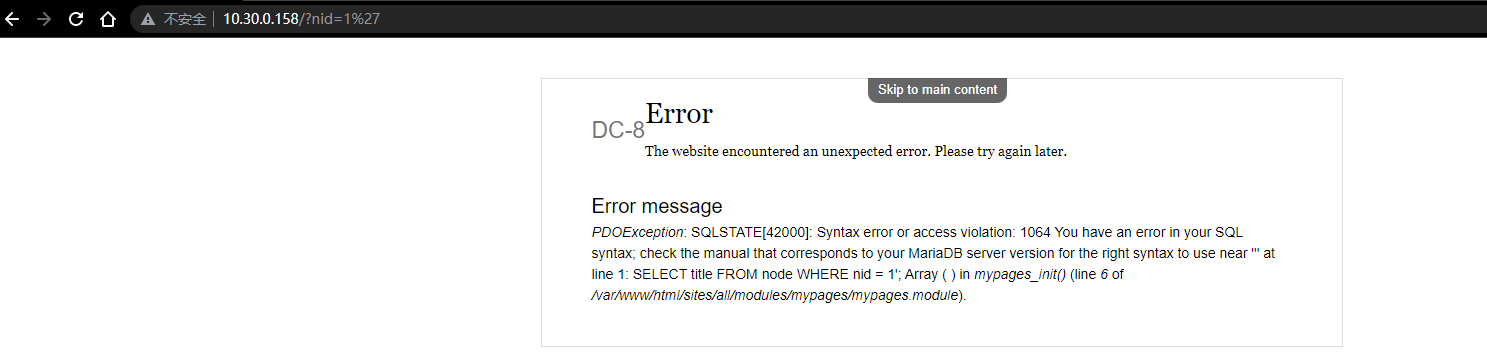 不安全 10.30.0.158/?nid=1%27
Skip to main content
DC-8
Error
The website encountered an unexpected error. Please try again later.
Error message
PDOException: SQLSTATE[42000]: Syntax error or access violation: 1064 You have an error in your SQL
syntax; check the manual that corresponds to your MariaDB server version for the right syntax to use near ''' at
line 1: SELECT title FROM node WHERE nid = 1'; Array ( ) in mypages_init() (line 6 of
/var/www/html/sites/all/modules/mypages/mypages.module).